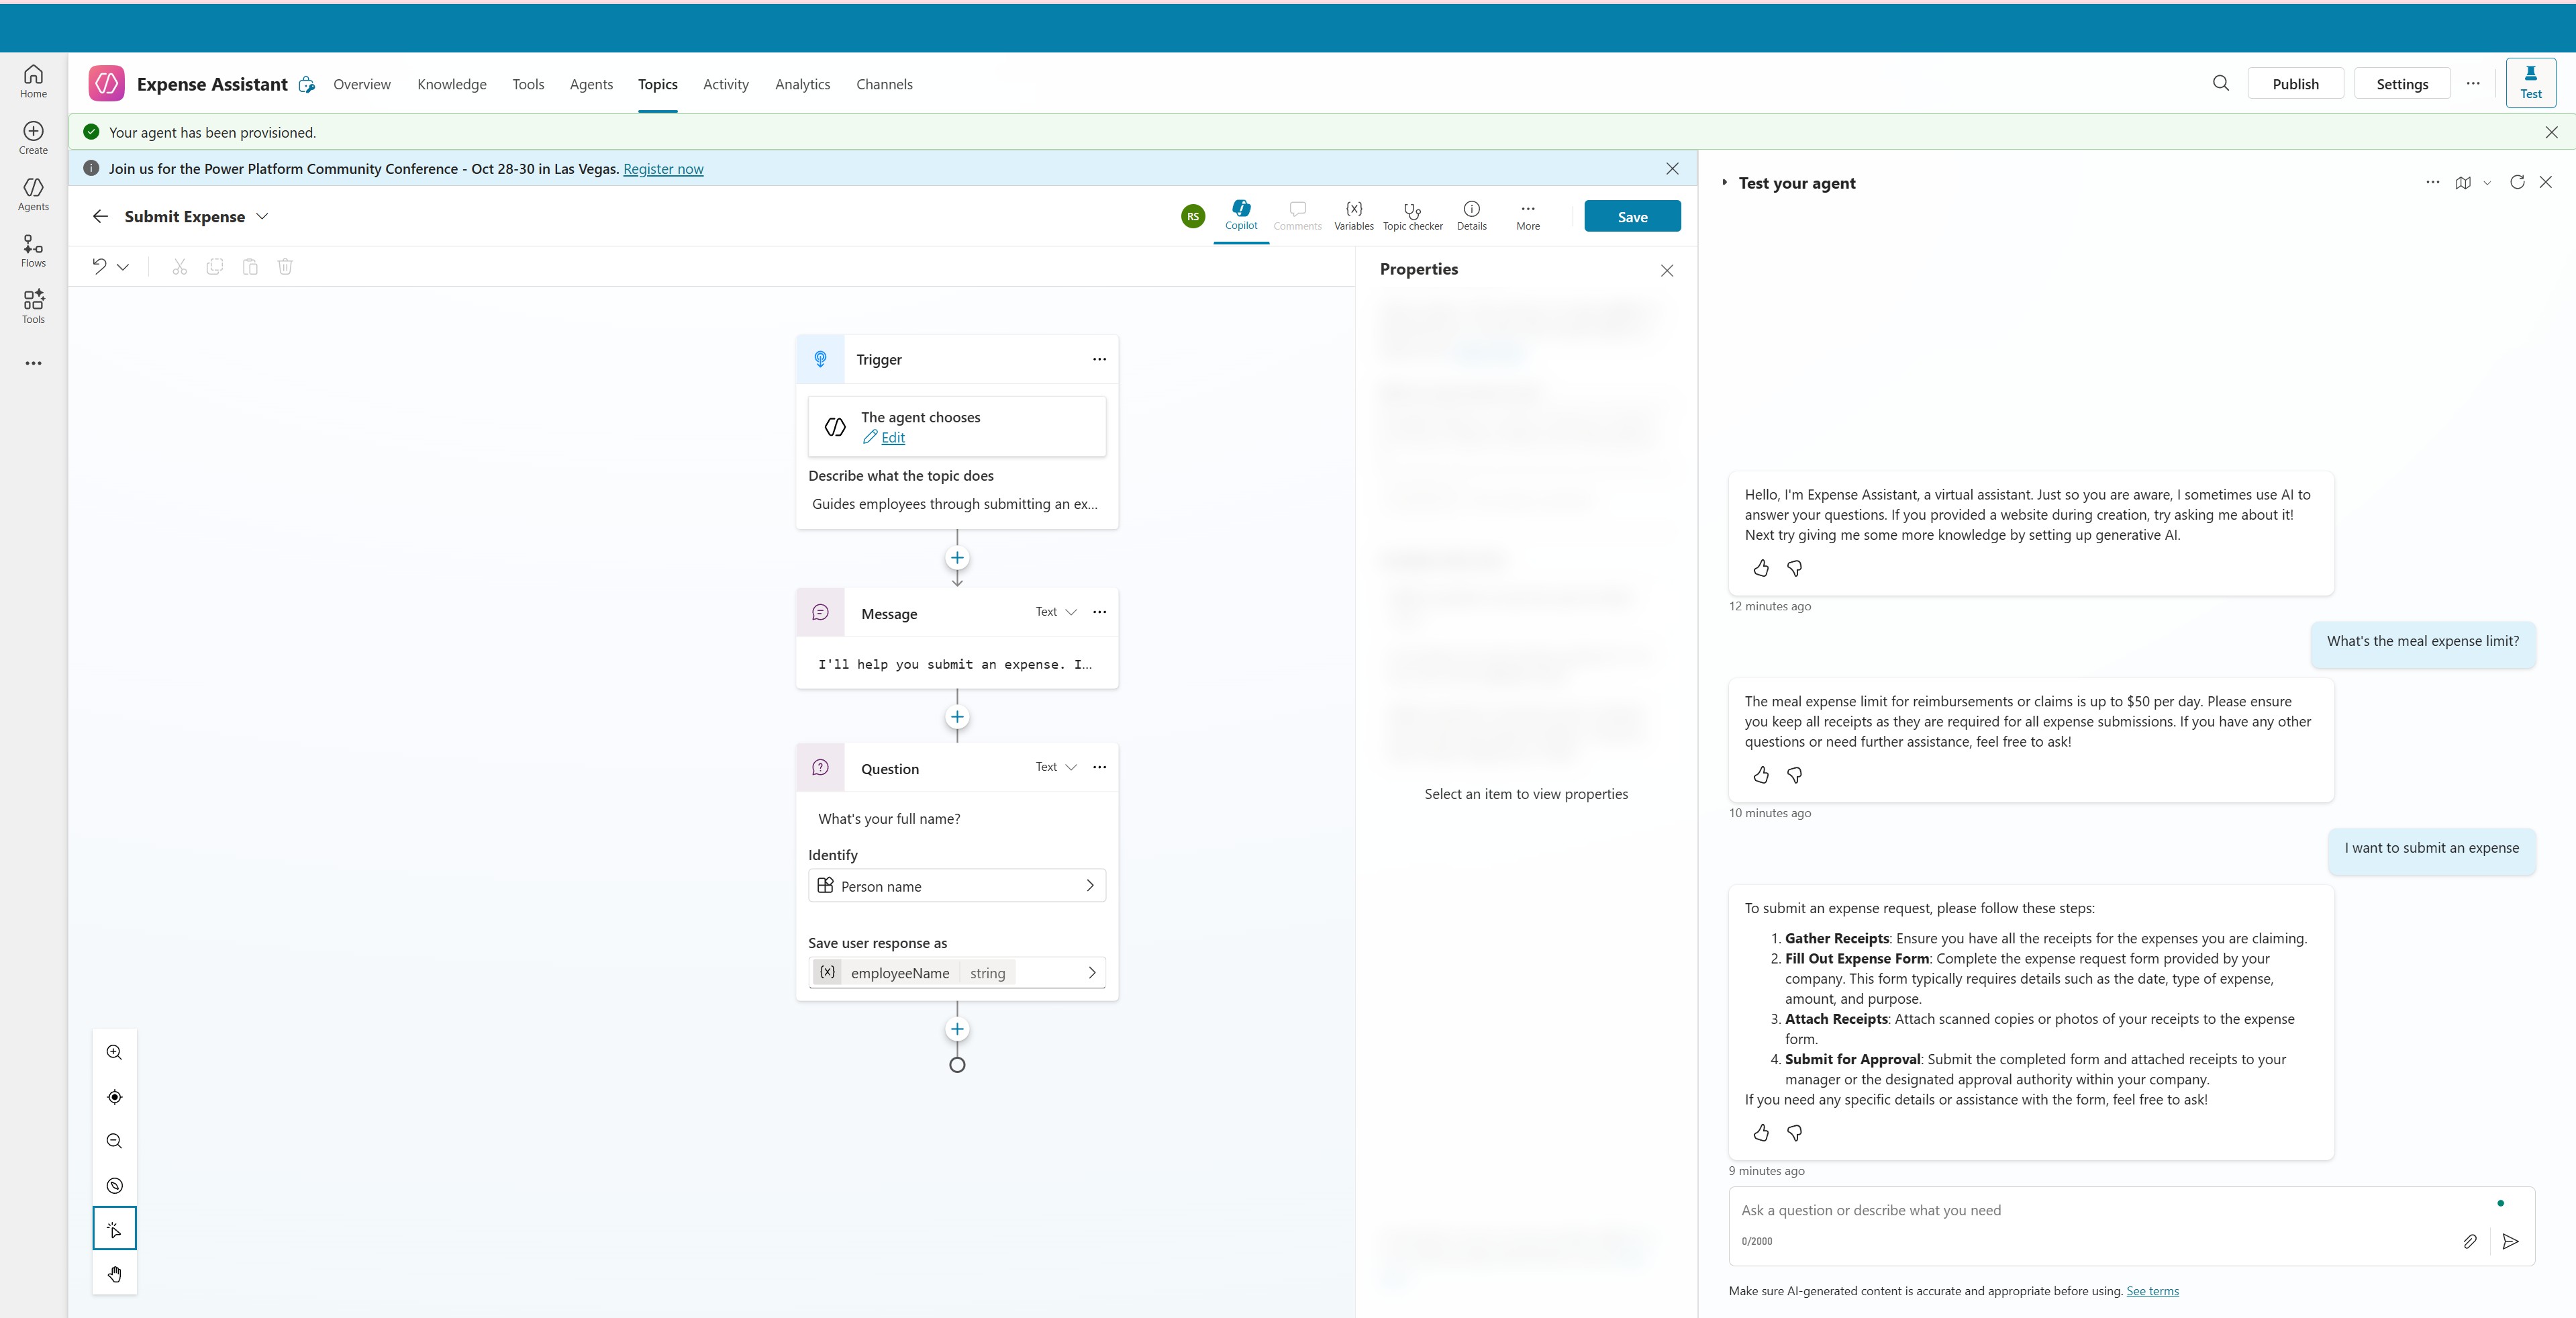 Home
Create
Agents
Flows
Tools
Expense Assistant
Overview
Knowledge
Tools
Agents
Topics
Activity
Analytics
Channels
Publish
Settings
Test
Your agent has been provisioned.
Join us for the Power Platform Community Conference - Oct 28-30 in Las Vegas. Register now
Submit Expense
RS
Copilot
Comments
Variables
Topic checker
Details
More
Save
Trigger
The agent chooses
Edit
Describe what the topic does
Guides employees through submitting an ex...
Message
Text
I'll help you submit an expense. I...
Question
Text
What's your full name?
Identify
Person name
Save user response as
{x} employeeName string
Properties
Select an item to view properties
Test your agent
Hello, I'm Expense Assistant, a virtual assistant. Just so you are aware, I sometimes use AI to
answer your questions. If you provided a website during creation, try asking me about it!
Next try giving me some more knowledge by setting up generative AI.
12 minutes ago
What's the meal expense limit?
The meal expense limit for reimbursements or claims is up to $50 per day. Please ensure
you keep all receipts as they are required for all expense submissions. If you have any other
questions or need further assistance, feel free to ask!
10 minutes ago
I want to submit an expense
To submit an expense request, please follow these steps:
1. Gather Receipts: Ensure you have all the receipts for the expenses you are claiming.
2. Fill Out Expense Form: Complete the expense request form provided by your
company. This form typically requires details such as the date, type of expense,
amount, and purpose.
3. Attach Receipts: Attach scanned copies or photos of your receipts to the expense
form.
4. Submit for Approval: Submit the completed form and attached receipts to your
manager or the designated approval authority within your company.
If you need any specific details or assistance with the form, feel free to ask!
9 minutes ago
Ask a question or describe what you need
0/2000
Make sure AI-generated content is accurate and appropriate before using. See terms